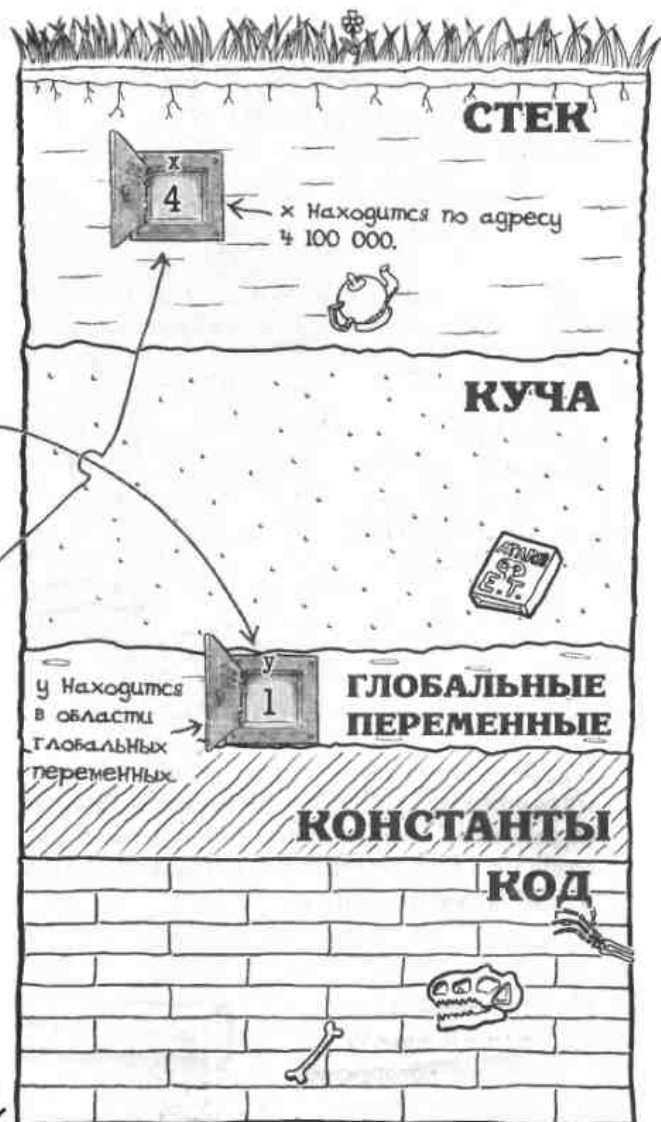 СТЕК
x
4
x Находится по адресу
4 100 000.
КУЧА
E.T.
y
1
y Находится
в области
глобальных
переменных.
ГЛОБАЛЬНЫЕ
ПЕРЕМЕННЫЕ
КОНСТАНТЫ
КОД